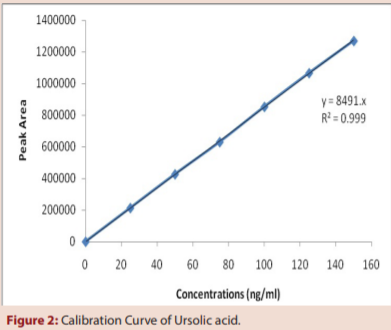 1400000
1200000
1000000
800000
600000
400000
200000
0
Peak Area
y = 8491.x
R² = 0.999
0 20 40 60 80 100 120 140 160
Concentrations (ng/ml)
Figure 2: Calibration Curve of Ursolic acid.